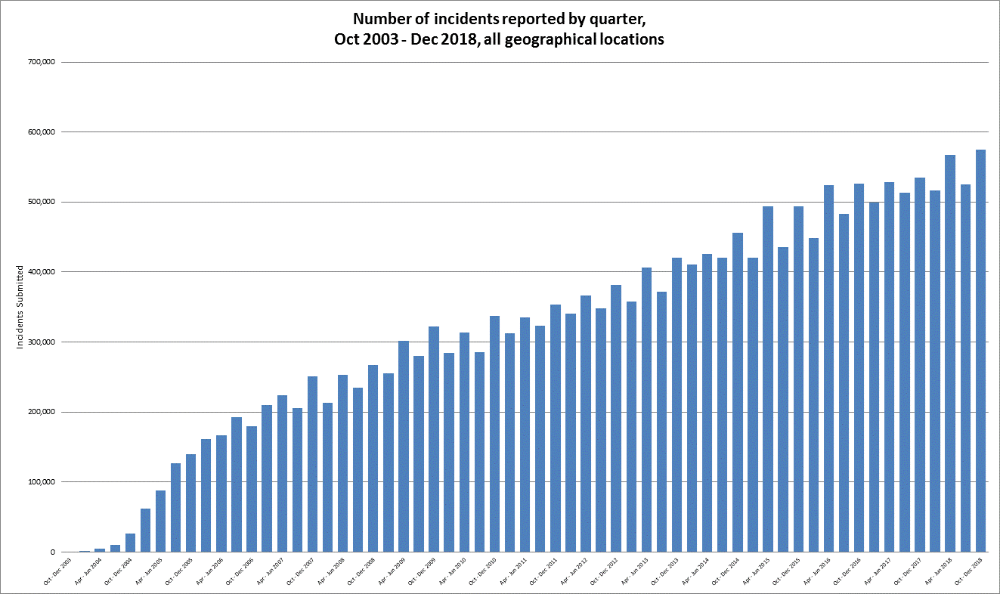 Number of incidents reported by quarter,
Oct 2003 - Dec 2018, all geographical locations
700,000
600,000
500,000
400,000
300,000
200,000
100,000
0
Incidents Submitted
Oct - Dec 2003
Apr - Jun 2004
Oct - Dec 2004
Apr - Jun 2005
Oct - Dec 2005
Apr - Jun 2006
Oct - Dec 2006
Apr - Jun 2007
Oct - Dec 2007
Apr - Jun 2008
Oct - Dec 2008
Apr - Jun 2009
Oct - Dec 2009
Apr - Jun 2010
Oct - Dec 2010
Apr - Jun 2011
Oct - Dec 2011
Apr - Jun 2012
Oct - Dec 2012
Apr - Jun 2013
Oct - Dec 2013
Apr - Jun 2014
Oct - Dec 2014
Apr - Jun 2015
Oct - Dec 2015
Apr - Jun 2016
Oct - Dec 2016
Apr - Jun 2017
Oct - Dec 2017
Apr - Jun 2018
Oct - Dec 2018